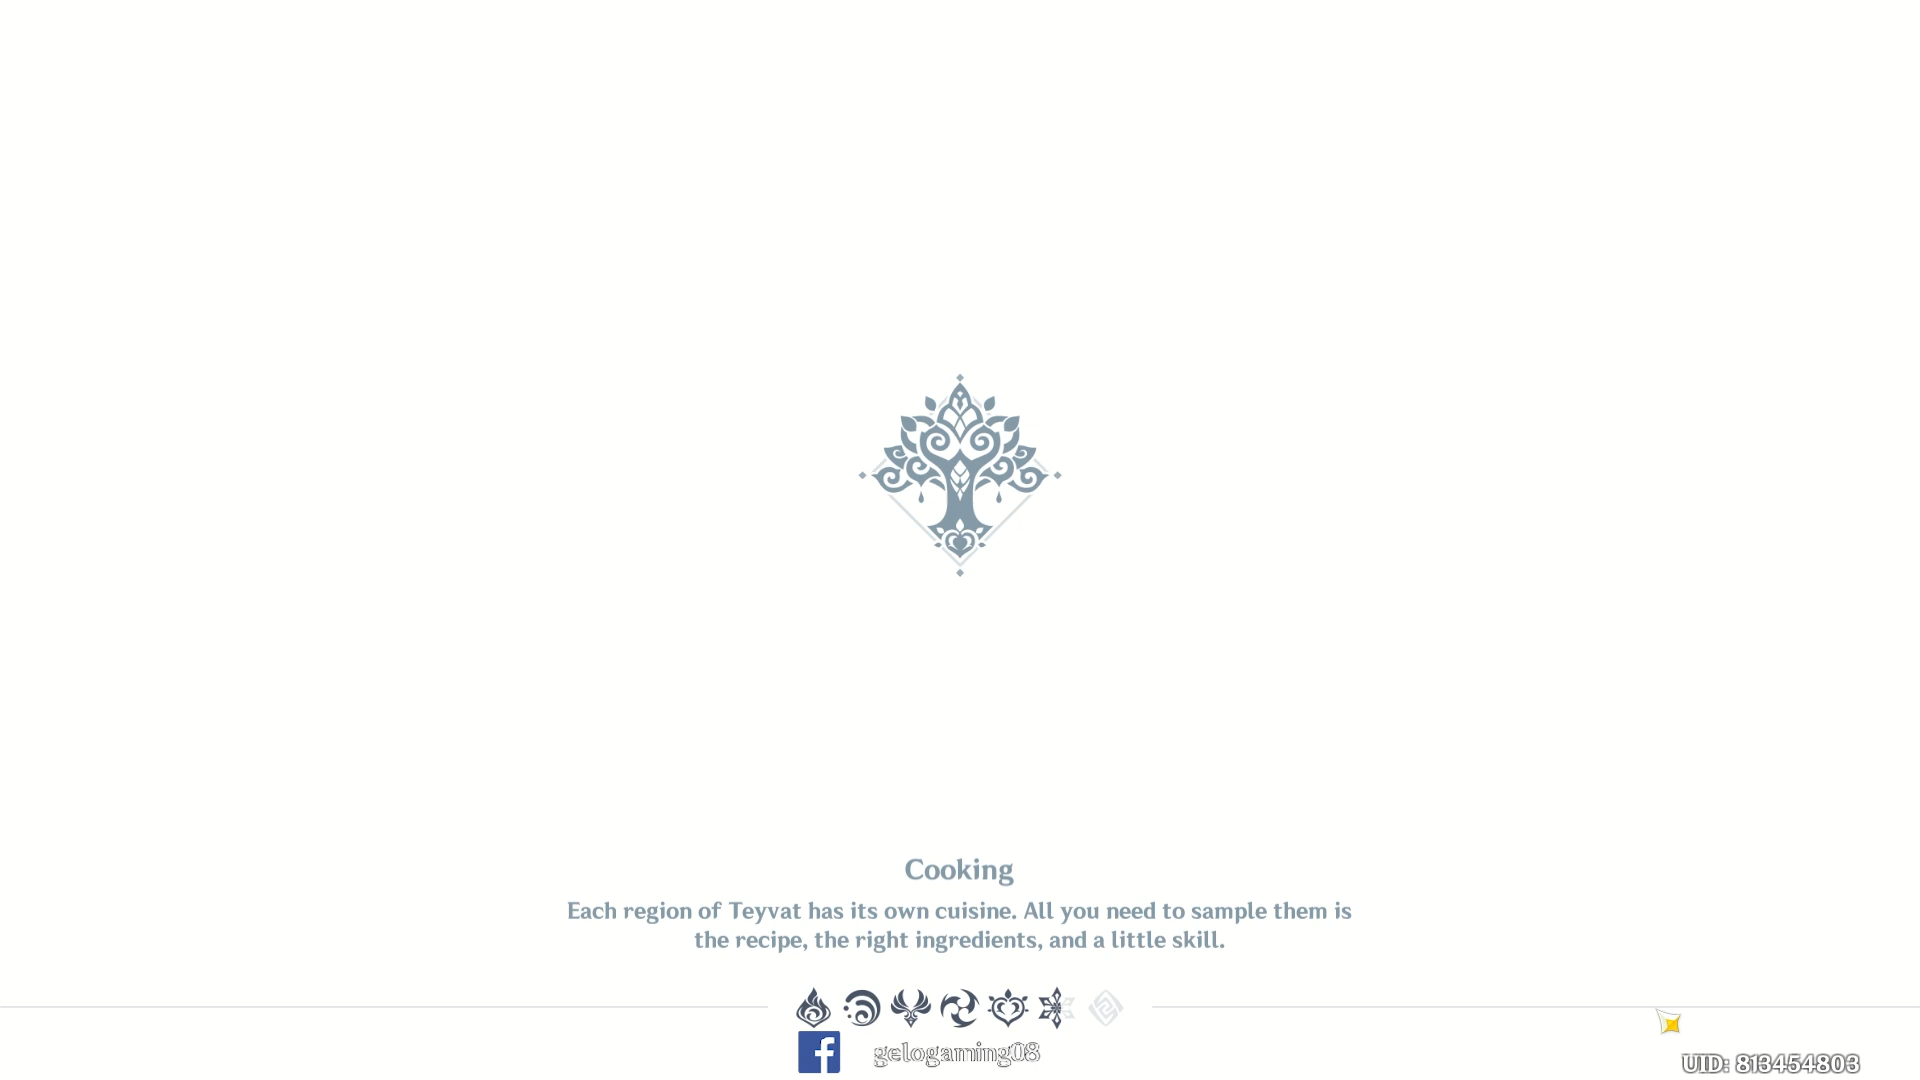 Cooking
Each region of Teyvat has its own cuisine. All you need to sample them is
the recipe, the right ingredients, and a little skill.
gelogaming08
UID: 813454803